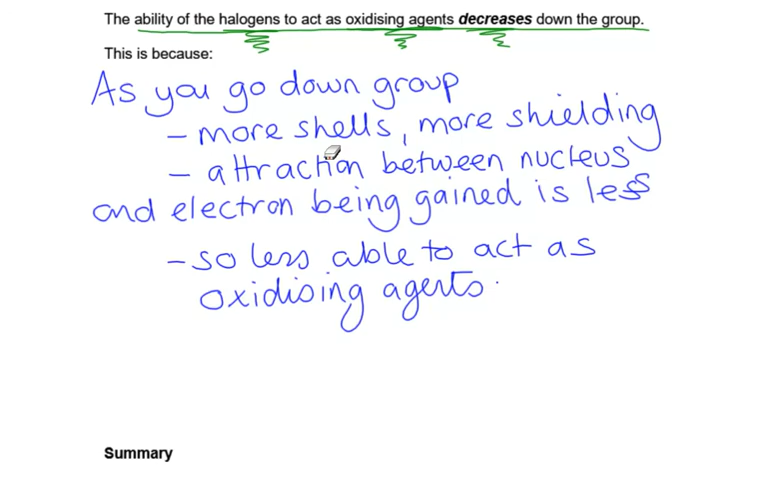 The ability of the halogens to act as oxidising agents decreases down the group.
This is because:
As you go down group
- more shells, more shielding
- attraction between nucleus
and electron being gained is less
- so less able to act as
oxidising agents.
Summary